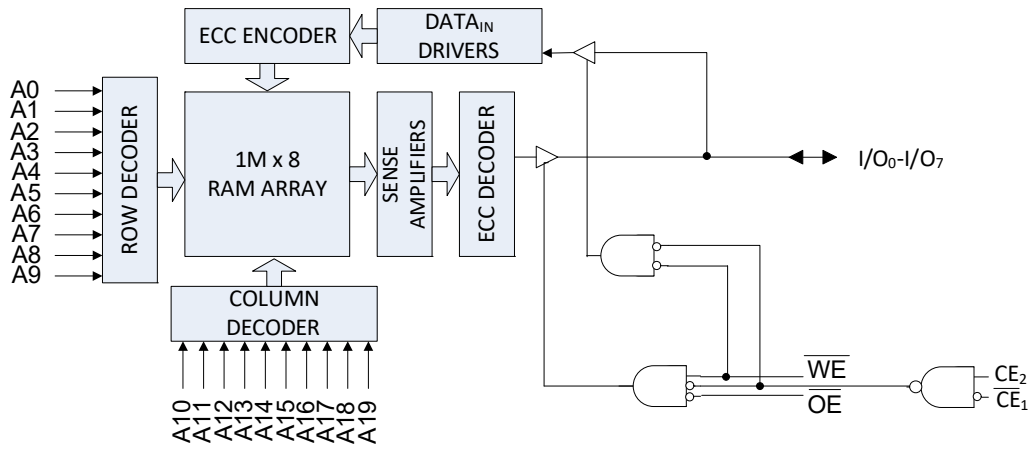 ECC ENCODER
DATAIN
DRIVERS
A0
A1
A2
A3
A4
A5
A6
A7
A8
A9
ROW DECODER
1M x 8
RAM ARRAY
SENSE
AMPLIFIERS
ECC DECODER
I/O0-I/O7
COLUMN
DECODER
A10
A11
A12
A13
A14
A15
A16
A17
A18
A19
WE
OE
CE2
CE1